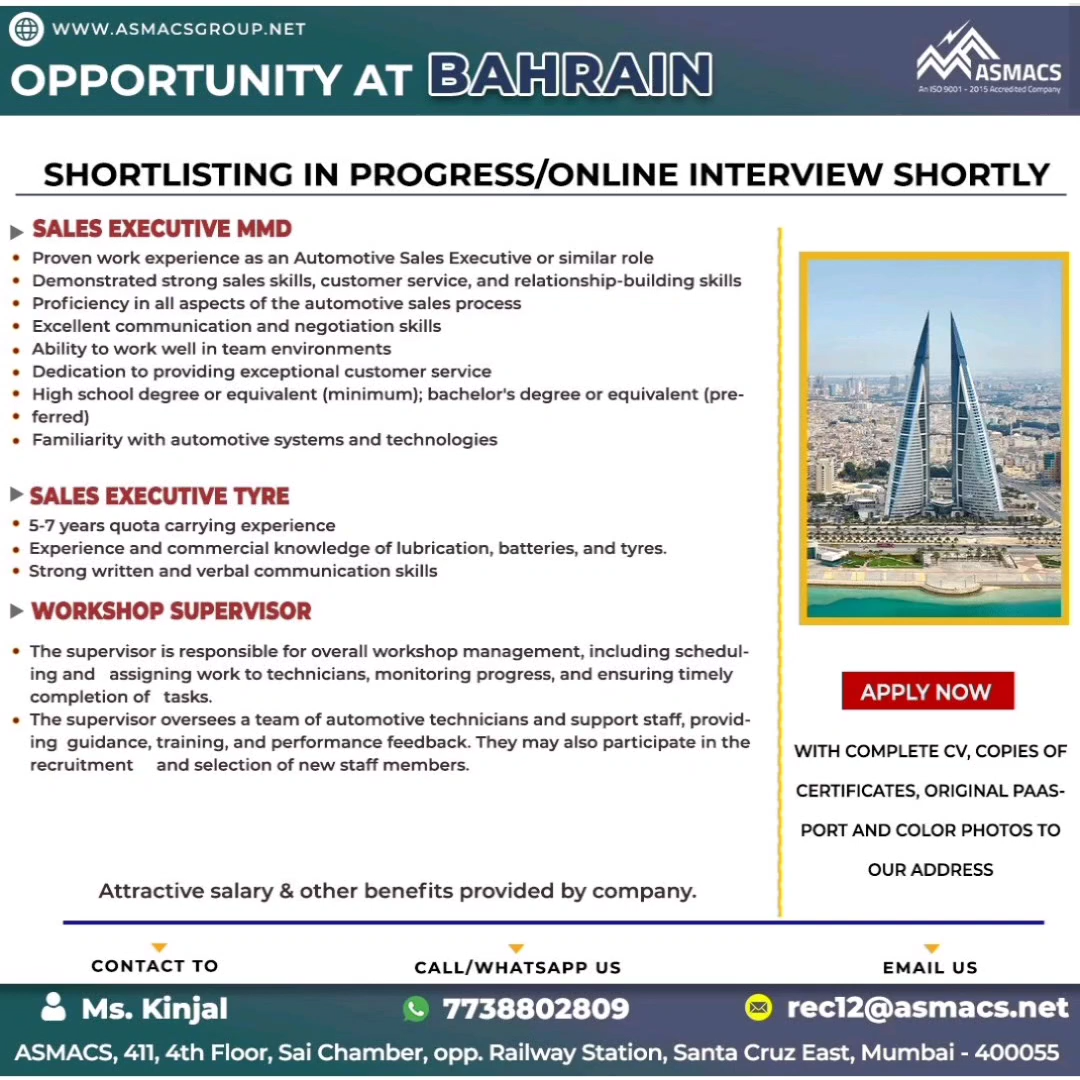 WWW.ASMACSGROUP.NET
OPPORTUNITY AT BAHRAIN
ASMACS
An ISO 9001 - 2015 Accredited Company
SHORTLISTING IN PROGRESS/ONLINE INTERVIEW SHORTLY
SALES EXECUTIVE MMD
• Proven work experience as an Automotive Sales Executive or similar role
• Demonstrated strong sales skills, customer service, and relationship-building skills
• Proficiency in all aspects of the automotive sales process
• Excellent communication and negotiation skills
• Ability to work well in team environments
• Dedication to providing exceptional customer service
• High school degree or equivalent (minimum); bachelor's degree or equivalent (pre-
• ferred)
• Familiarity with automotive systems and technologies
SALES EXECUTIVE TYRE
• 5-7 years quota carrying experience
• Experience and commercial knowledge of lubrication, batteries, and tyres.
• Strong written and verbal communication skills
WORKSHOP SUPERVISOR
• The supervisor is responsible for overall workshop management, including schedul-
ing and assigning work to technicians, monitoring progress, and ensuring timely
completion of tasks.
• The supervisor oversees a team of automotive technicians and support staff, provid-
ing guidance, training, and performance feedback. They may also participate in the
recruitment and selection of new staff members.
APPLY NOW
WITH COMPLETE CV, COPIES OF
CERTIFICATES, ORIGINAL PAAS-
PORT AND COLOR PHOTOS TO
OUR ADDRESS
Attractive salary & other benefits provided by company.
CONTACT TO
CALL/WHATSAPP US
EMAIL US
Ms. Kinjal
7738802809
rec12@asmacs.net
ASMACS, 411, 4th Floor, Sai Chamber, opp. Railway Station, Santa Cruz East, Mumbai - 400055